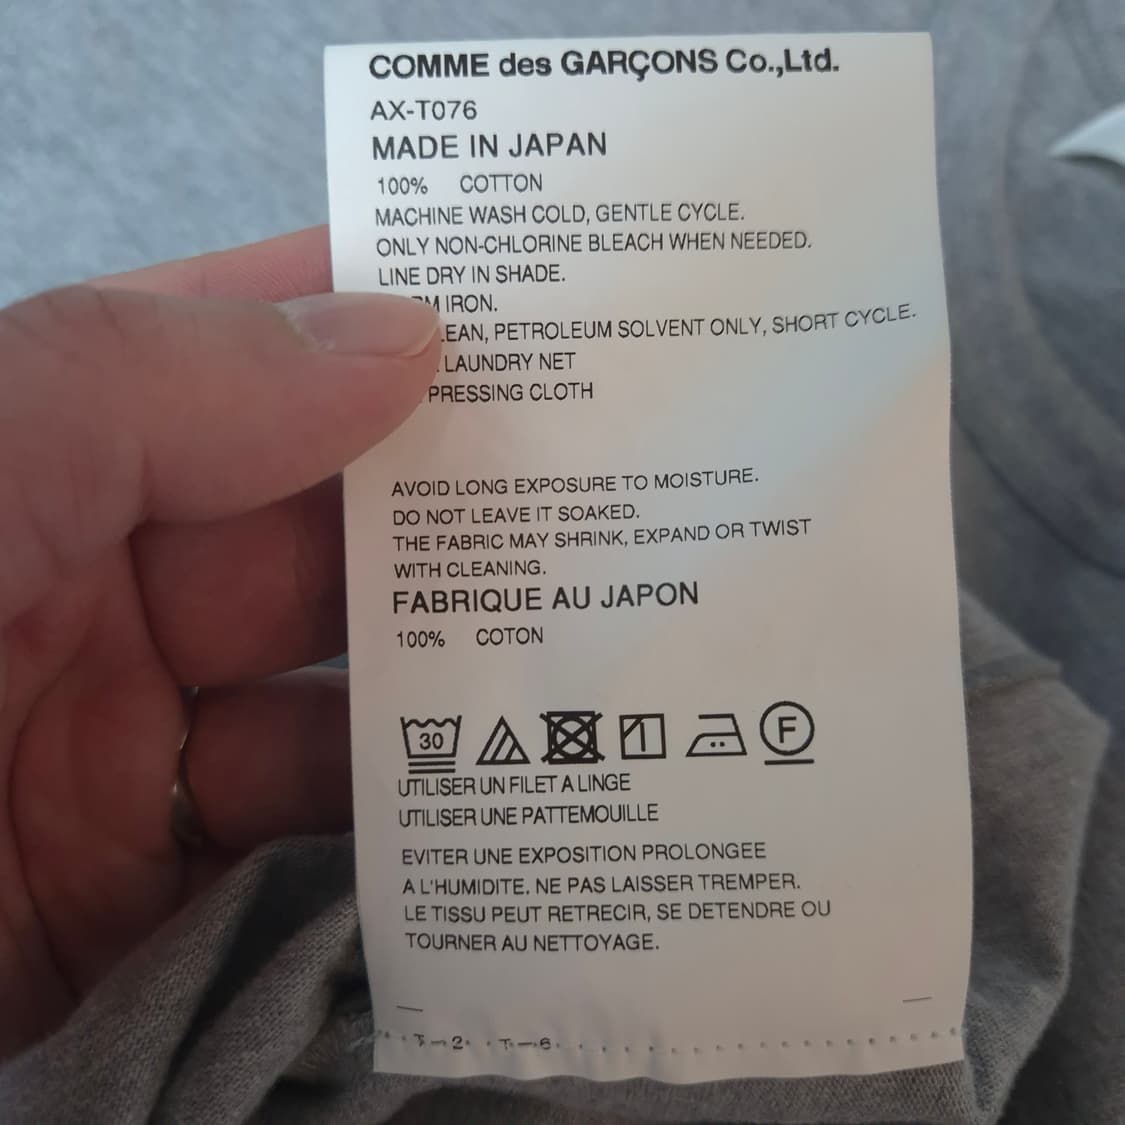 COMME des GARÇONS Co.,Ltd.
AX-T076
MADE IN JAPAN
100% COTTON
MACHINE WASH COLD, GENTLE CYCLE.
ONLY NON-CHLORINE BLEACH WHEN NEEDED.
LINE DRY IN SHADE.
IRON.
PETROLEUM SOLVENT ONLY, SHORT CYCLE.
LAUNDRY NET
PRESSING CLOTH
AVOID LONG EXPOSURE TO MOISTURE.
DO NOT LEAVE IT SOAKED.
THE FABRIC MAY SHRINK, EXPAND OR TWIST
WITH CLEANING.
FABRIQUE AU JAPON
100% COTON
30 F
UTILISER UN FILET A LINGE
UTILISER UNE PATTEMOUILLE
EVITER UNE EXPOSITION PROLONGEE
A L'HUMIDITE. NE PAS LAISSER TREMPER.
LE TISSU PEUT RETRECIR, SE DETENDRE OU
TOURNER AU NETTOYAGE.